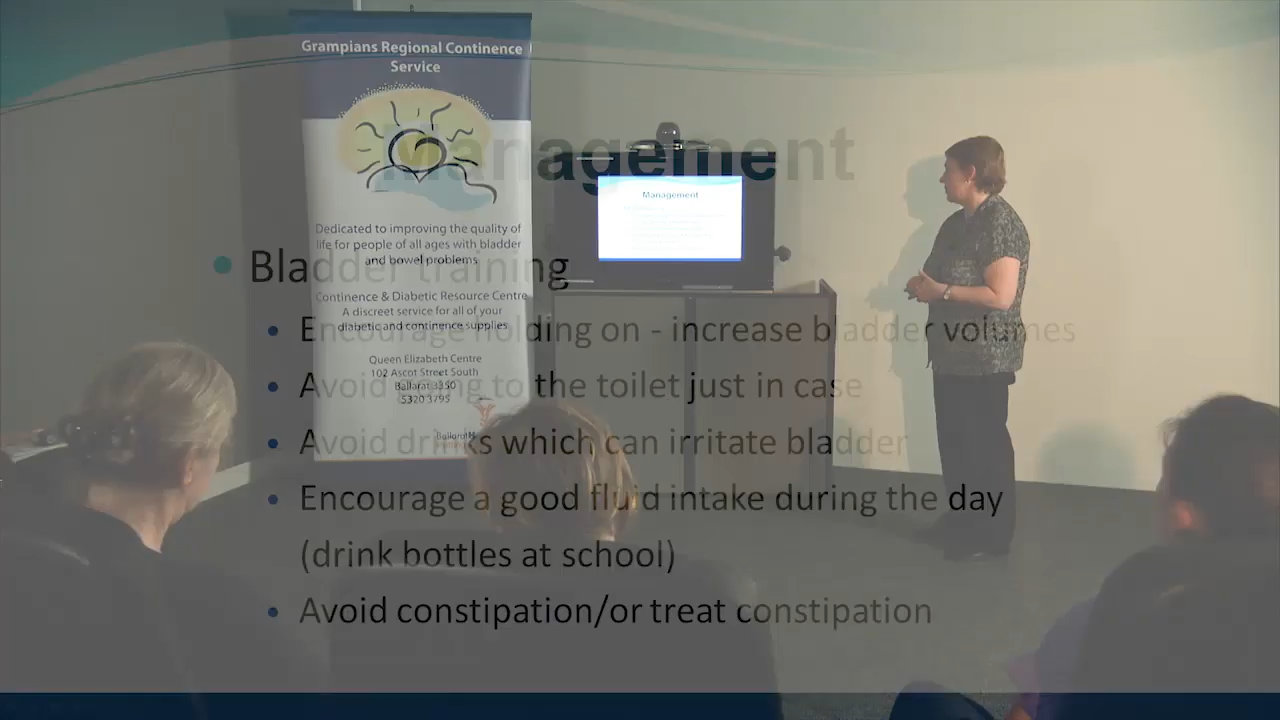 Grampians Regional Continence
Service
Dedicated to improving the quality of
life for people of all ages with bladder
and bowel problems
Continence & Diabetic Resource Centre
A discreet service for all of your
diabetic and continence supplies
Queen Elizabeth Centre
102 Ascot Street South
Ballarat 3350
5320 3795
Management
Management
Bladder training
Encourage holding on - increase bladder volumes
Avoid going to the toilet just in case
Avoid drinks which can irritate bladder
Encourage a good fluid intake during the day
(drink bottles at school)
Avoid constipation/or treat constipation